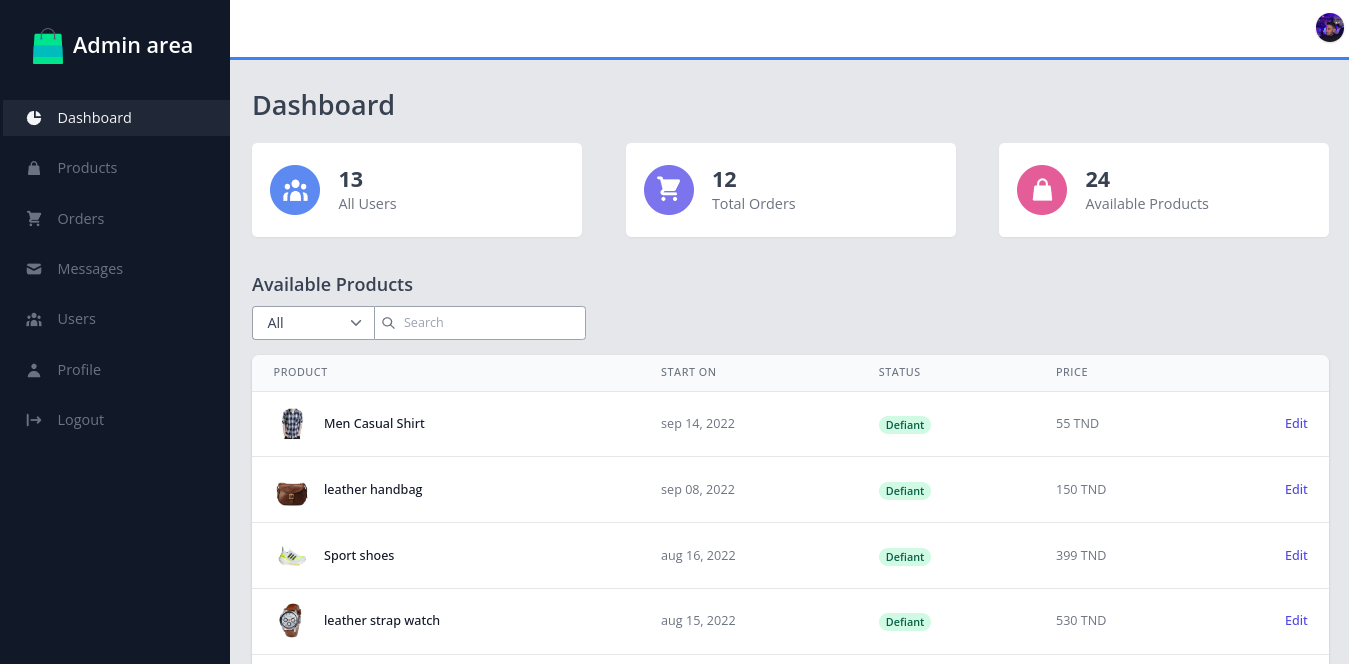 Admin area
Dashboard
Products
Orders
Messages
Users
Profile
Logout
Dashboard
13
All Users
12
Total Orders
24
Available Products
Available Products
All Search
PRODUCT START ON STATUS PRICE
Men Casual Shirt sep 14, 2022 Defiant 55 TND Edit
leather handbag sep 08, 2022 Defiant 150 TND Edit
Sport shoes aug 16, 2022 Defiant 399 TND Edit
leather strap watch aug 15, 2022 Defiant 530 TND Edit